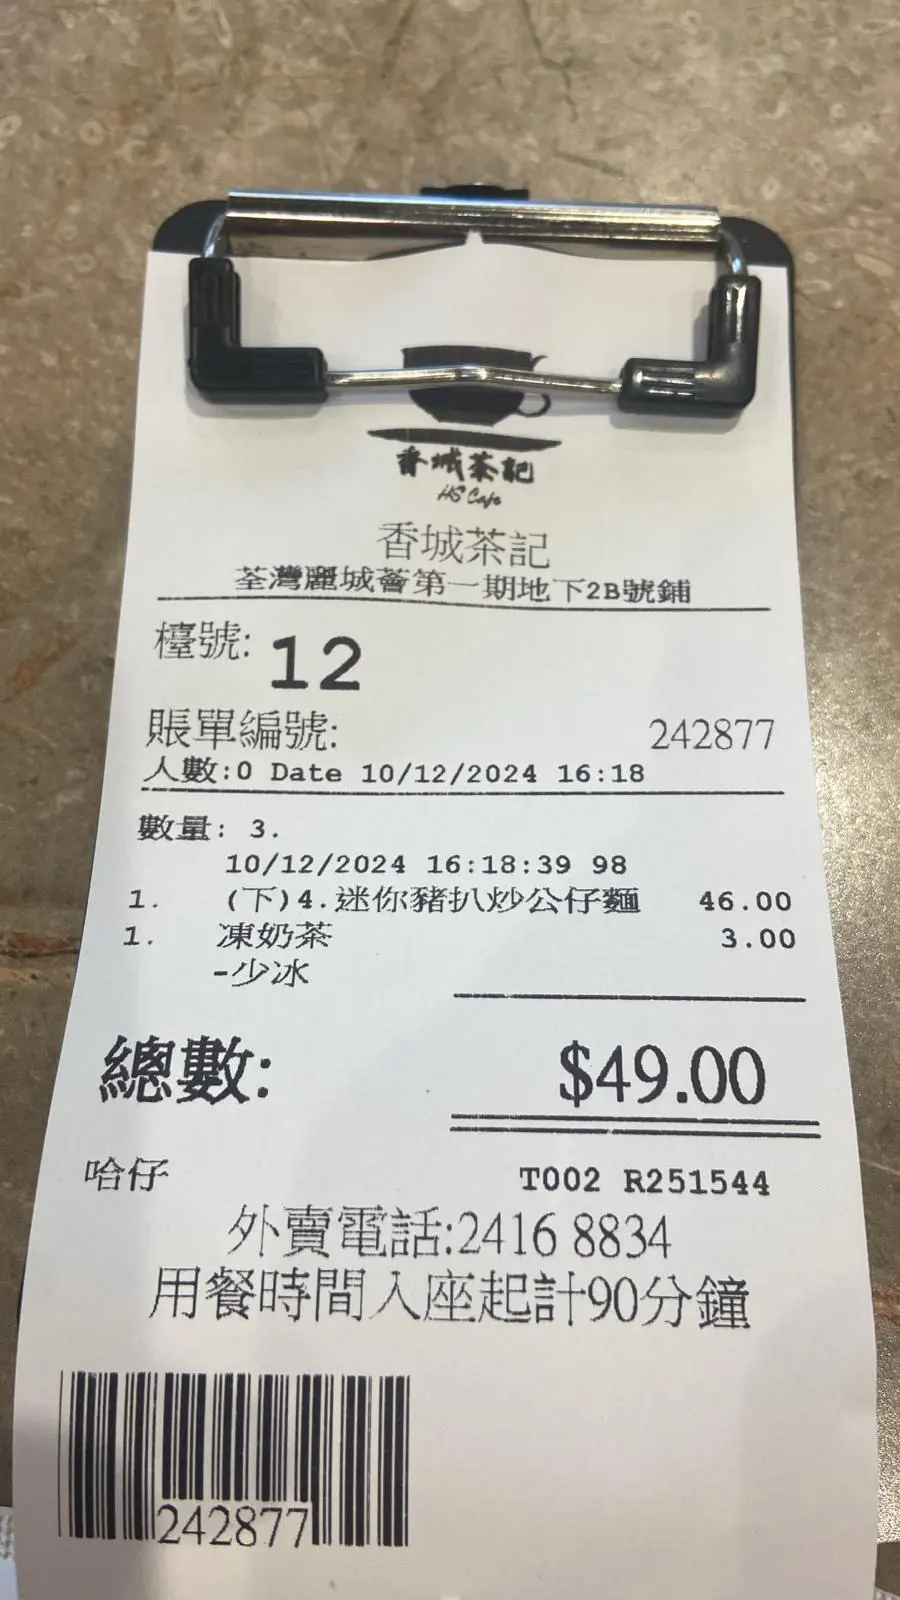 香城茶記
HS Cafe
香城茶記
荃灣麗城薈第一期地下2B號鋪
檯號: 12
賬單編號: 242877
人數:0 Date 10/12/2024 16:18
數量: 3.
10/12/2024 16:18:39 98
1. (下)4.迷你豬扒炒公仔麵 46.00
1. 凍奶茶 3.00
-少冰
總數: $49.00
哈仔 T002 R251544
外賣電話:2416 8834
用餐時間入座起計90分鐘
242877